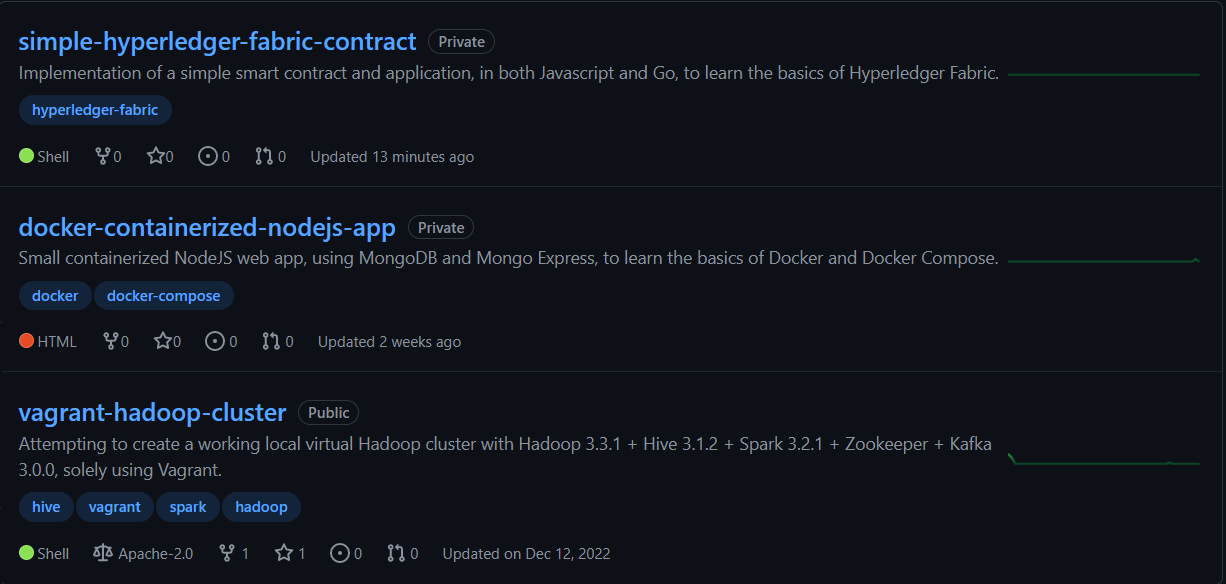 simple-hyperledger-fabric-contract Private
Implementation of a simple smart contract and application, in both Javascript and Go, to learn the basics of Hyperledger Fabric.
hyperledger-fabric
Shell 0 0 0 0 Updated 13 minutes ago
docker-containerized-nodejs-app Private
Small containerized NodeJS web app, using MongoDB and Mongo Express, to learn the basics of Docker and Docker Compose.
docker docker-compose
HTML 0 0 0 0 Updated 2 weeks ago
vagrant-hadoop-cluster Public
Attempting to create a working local virtual Hadoop cluster with Hadoop 3.3.1 + Hive 3.1.2 + Spark 3.2.1 + Zookeeper + Kafka
3.0.0, solely using Vagrant.
hive vagrant spark hadoop
Shell Apache-2.0 1 1 0 0 Updated on Dec 12, 2022